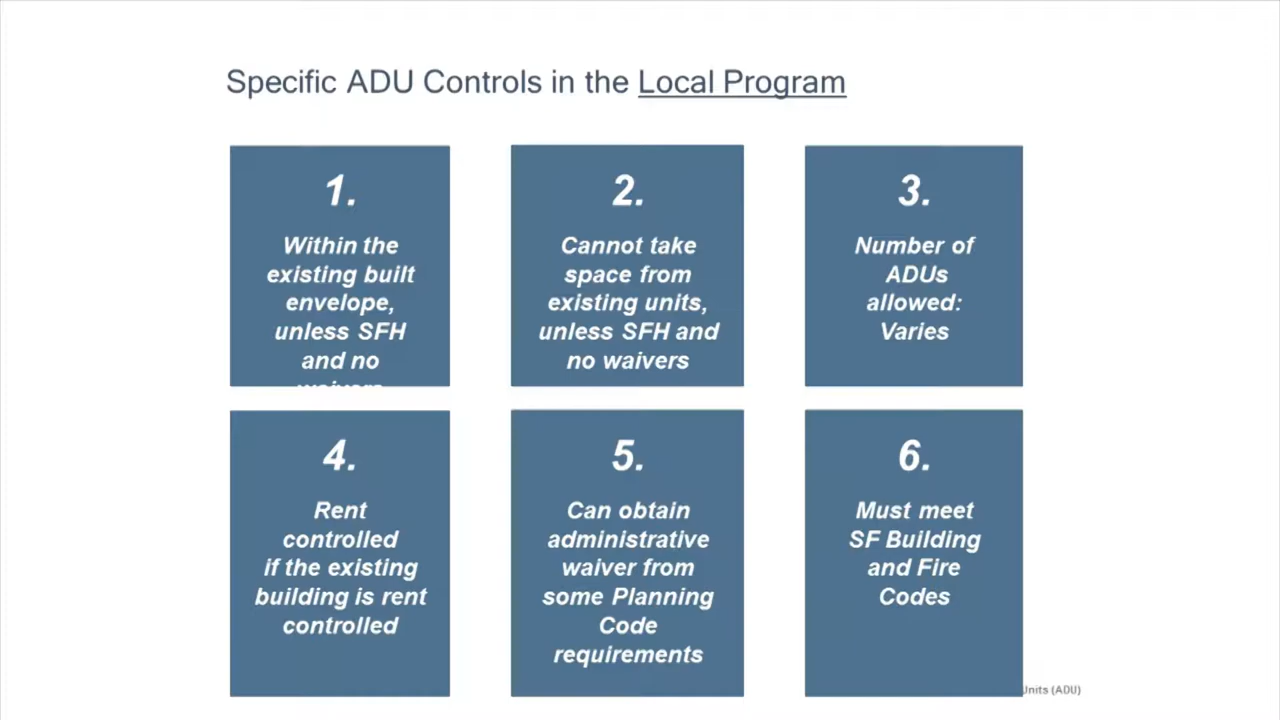 Specific ADU Controls in the Local Program
1.
Within the
existing built
envelope,
unless SFH
and no
2.
Cannot take
space from
existing units,
unless SFH and
no waivers
3.
Number of
ADUs
allowed:
Varies
4.
Rent
controlled
if the existing
building is rent
controlled
5.
Can obtain
administrative
waiver from
some Planning
Code
requirements
6.
Must meet
SF Building
and Fire
Codes
Units (ADU)